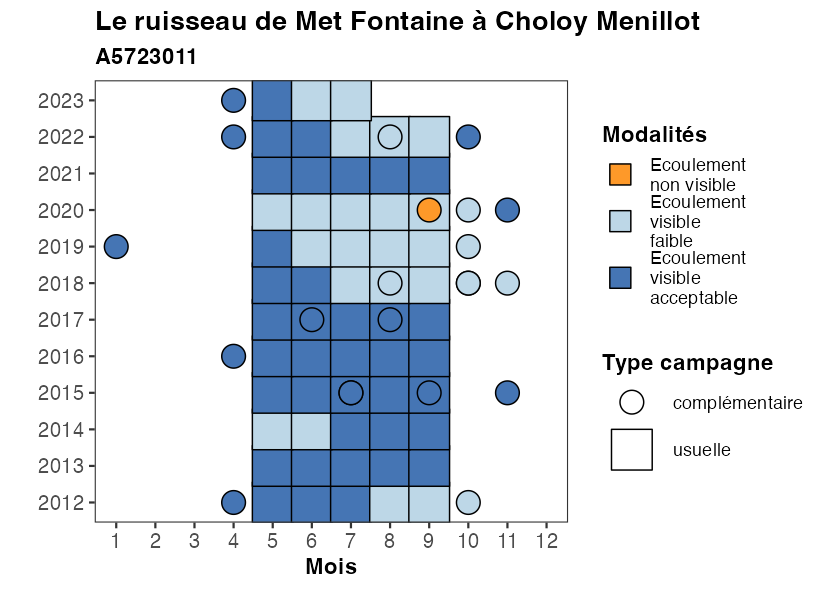 Le ruisseau de Met Fontaine à Choloy Menillot
A5723011
2023
2022
2021
2020
2019
2018
2017
2016
2015
2014
2013
2012
1 2 3 4 5 6 7 8 9 10 11 12
Mois
Modalités
Ecoulement
non visible
Ecoulement
visible
faible
Ecoulement
visible
acceptable
Type campagne
complémentaire
usuelle